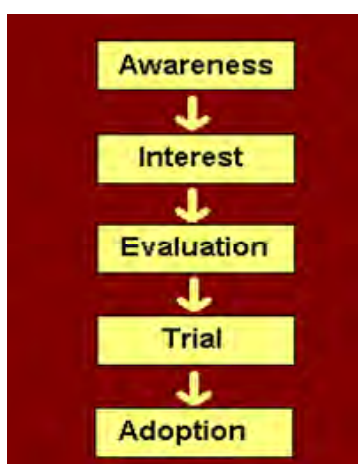 Awareness
Interest
Evaluation
Trial
Adoption